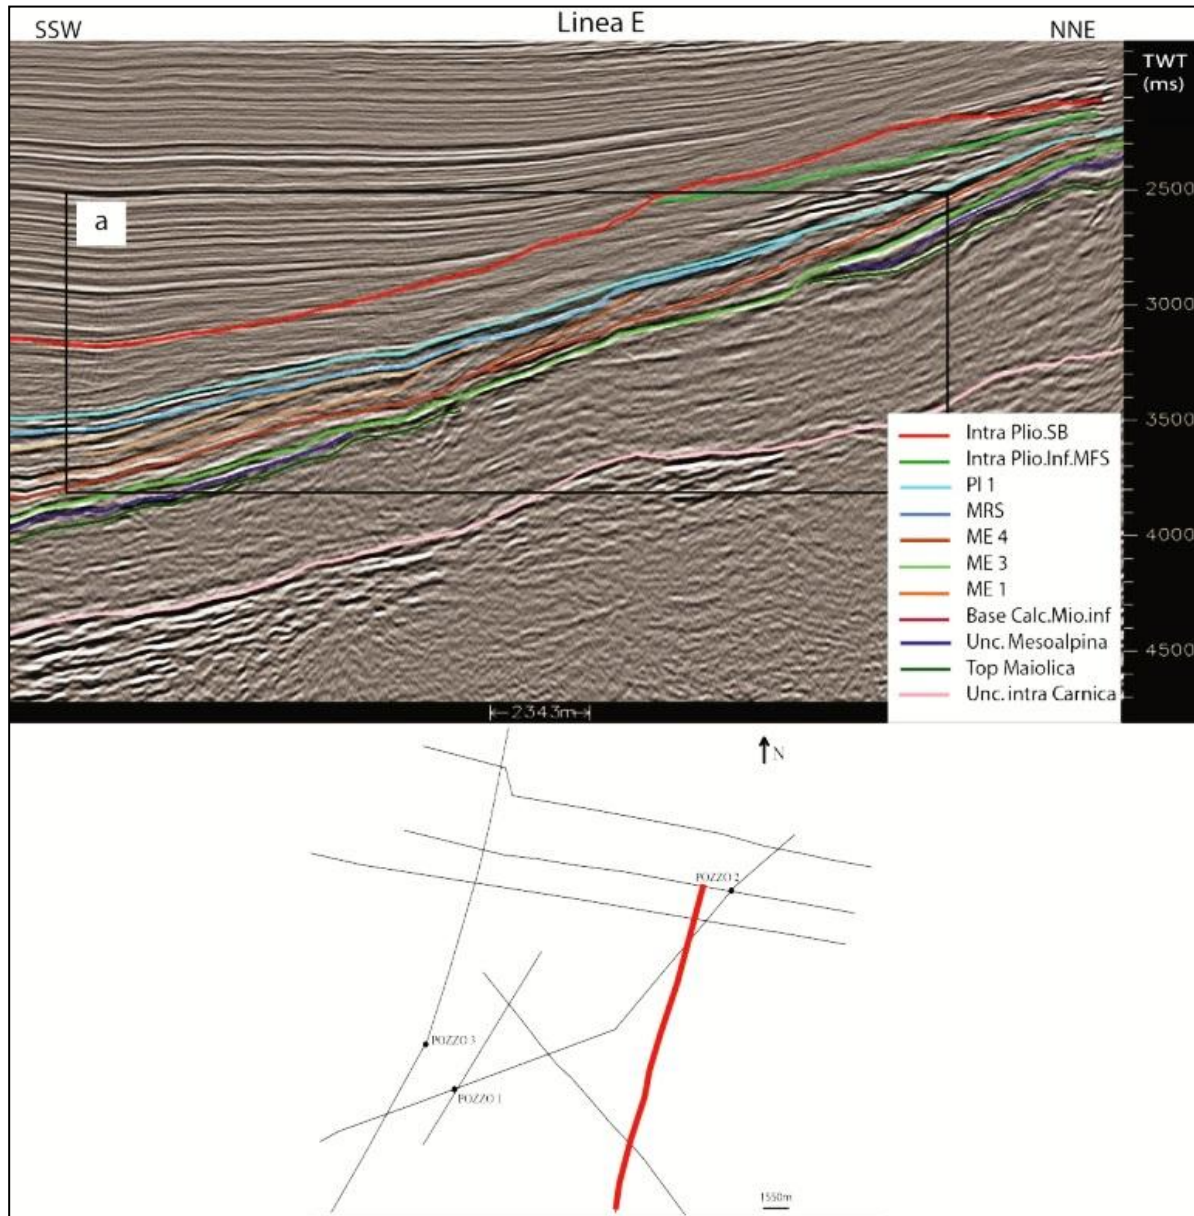 SSW
Linea E
NNE
TWT
(ms)
a
2500
3000
3500
4000
4500
Intra Plio.SB
Intra Plio.Inf.MFS
PI 1
MRS
ME 4
ME 3
ME 1
Base Calc.Mio.inf
Unc. Mesoalpina
Top Maiolica
Unc. intra Carnica
2343m
N
POZZO 2
POZZO 3
POZZO 1
1550m